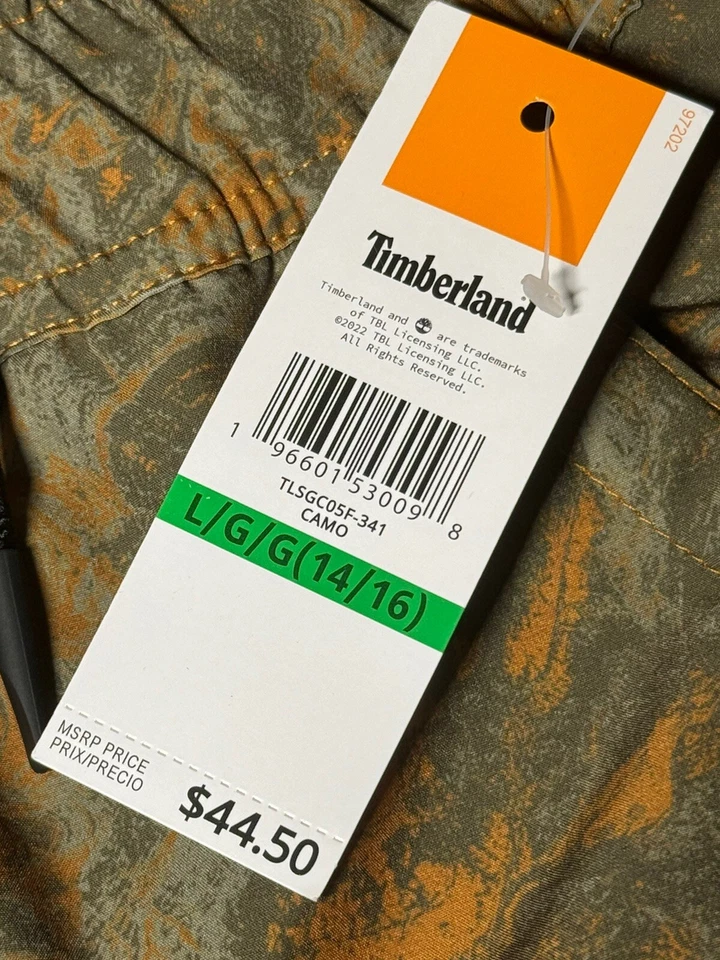 97202
Timberland
Timberland and are trademarks
of TBL Licensing LLC.
©2022 TBL Licensing LLC.
All Rights Reserved.
1 96601 53009 8
TLSGC05F-341
CAMO
L/G/G(14/16)
MSRP PRICE
PRIX/PRECIO
$44.50